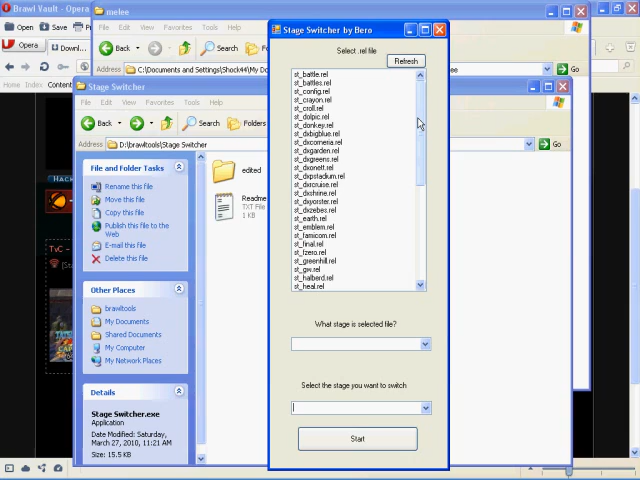 Brawl Vault - Opera
melee
Open
Save
File Edit View Favorites Tools Help
Opera
Downl...
Back
Search
Address C:\Documents and Settings\Shock44\My Do
Go
Home Index Content
Stage Switcher
File Edit View Favorites Tools Help
Back Search Folders
Address D:\brawltools\Stage Switcher
Go
File and Folder Tasks
Rename this file
Move this file
Copy this file
Publish this file to the
Web
E-mail this file
Delete this file
Other Places
brawltools
My Documents
Shared Documents
My Computer
My Network Places
Details
Stage Switcher.exe
Application
Date Modified: Saturday,
March 27, 2010, 11:21 AM
Size: 15.5 KB
edited
Readme
TXT File
1 KB
HACK
TvC -
Stage Switcher by Bero
Select .rel file
Refresh
st_battle.rel
st_battles.rel
st_config.rel
st_crayon.rel
st_croll.rel
st_dolpic.rel
st_donkey.rel
st_dxbigblue.rel
st_dxcorneria.rel
st_dxgarden.rel
st_dxgreens.rel
st_dxonett.rel
st_dxpstadium.rel
st_dxrcruise.rel
st_dxshrine.rel
st_dxyorster.rel
st_dxzebes.rel
st_earth.rel
st_emblem.rel
st_famicom.rel
st_final.rel
st_fzero.rel
st_greenhill.rel
st_gw.rel
st_halberd.rel
st_heal.rel
What stage is selected file?
Select the stage you want to switch
Start